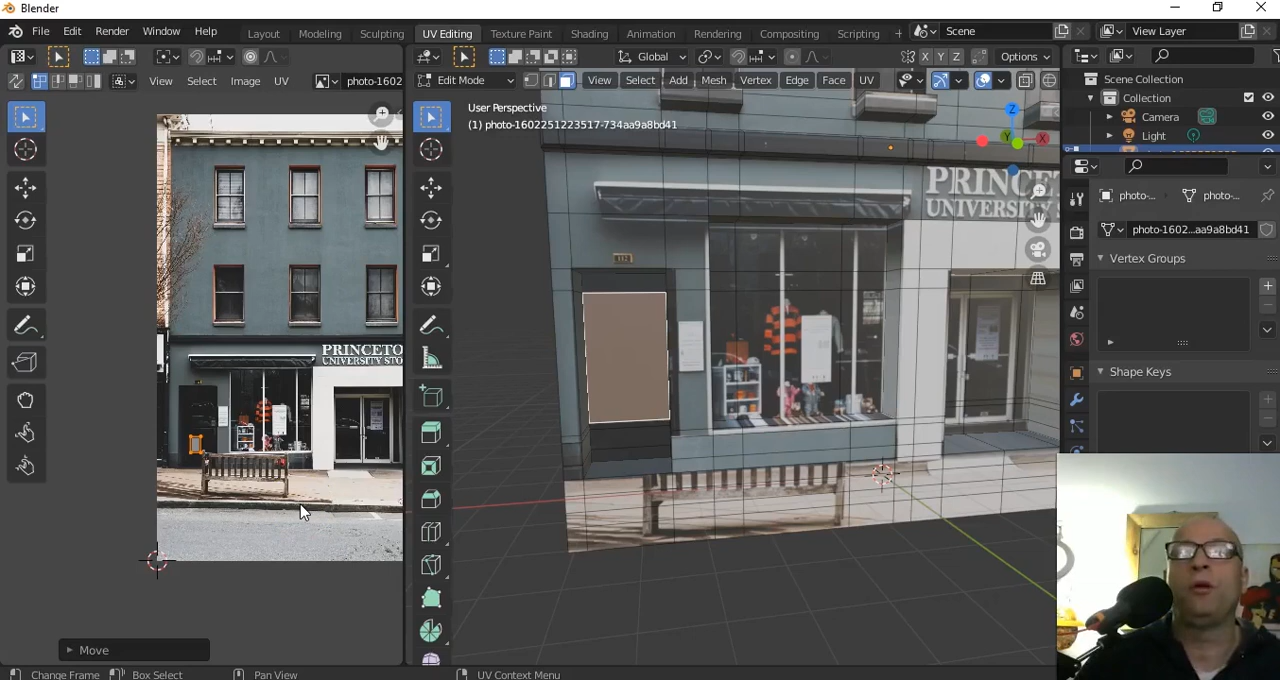 Blender
File Edit Render Window Help Layout Modeling Sculpting UV Editing Texture Paint Shading Animation Rendering Compositing Scripting Scene View Layer
Global Options
View Select Image UV photo-1602 Edit Mode View Select Add Mesh Vertex Edge Face UV
X Y Z
Scene Collection
Collection
Camera
Light
User Perspective
(1) photo-1602251223517-734aa9a8bd41
photo-... photo-...
photo-1602...aa9a8bd41
Vertex Groups
Shape Keys
PRINCET
UNIVERSITY STO
112
PRINCETO
UNIVERSITY STO
Move
Change Frame Box Select Pan View UV Context Menu